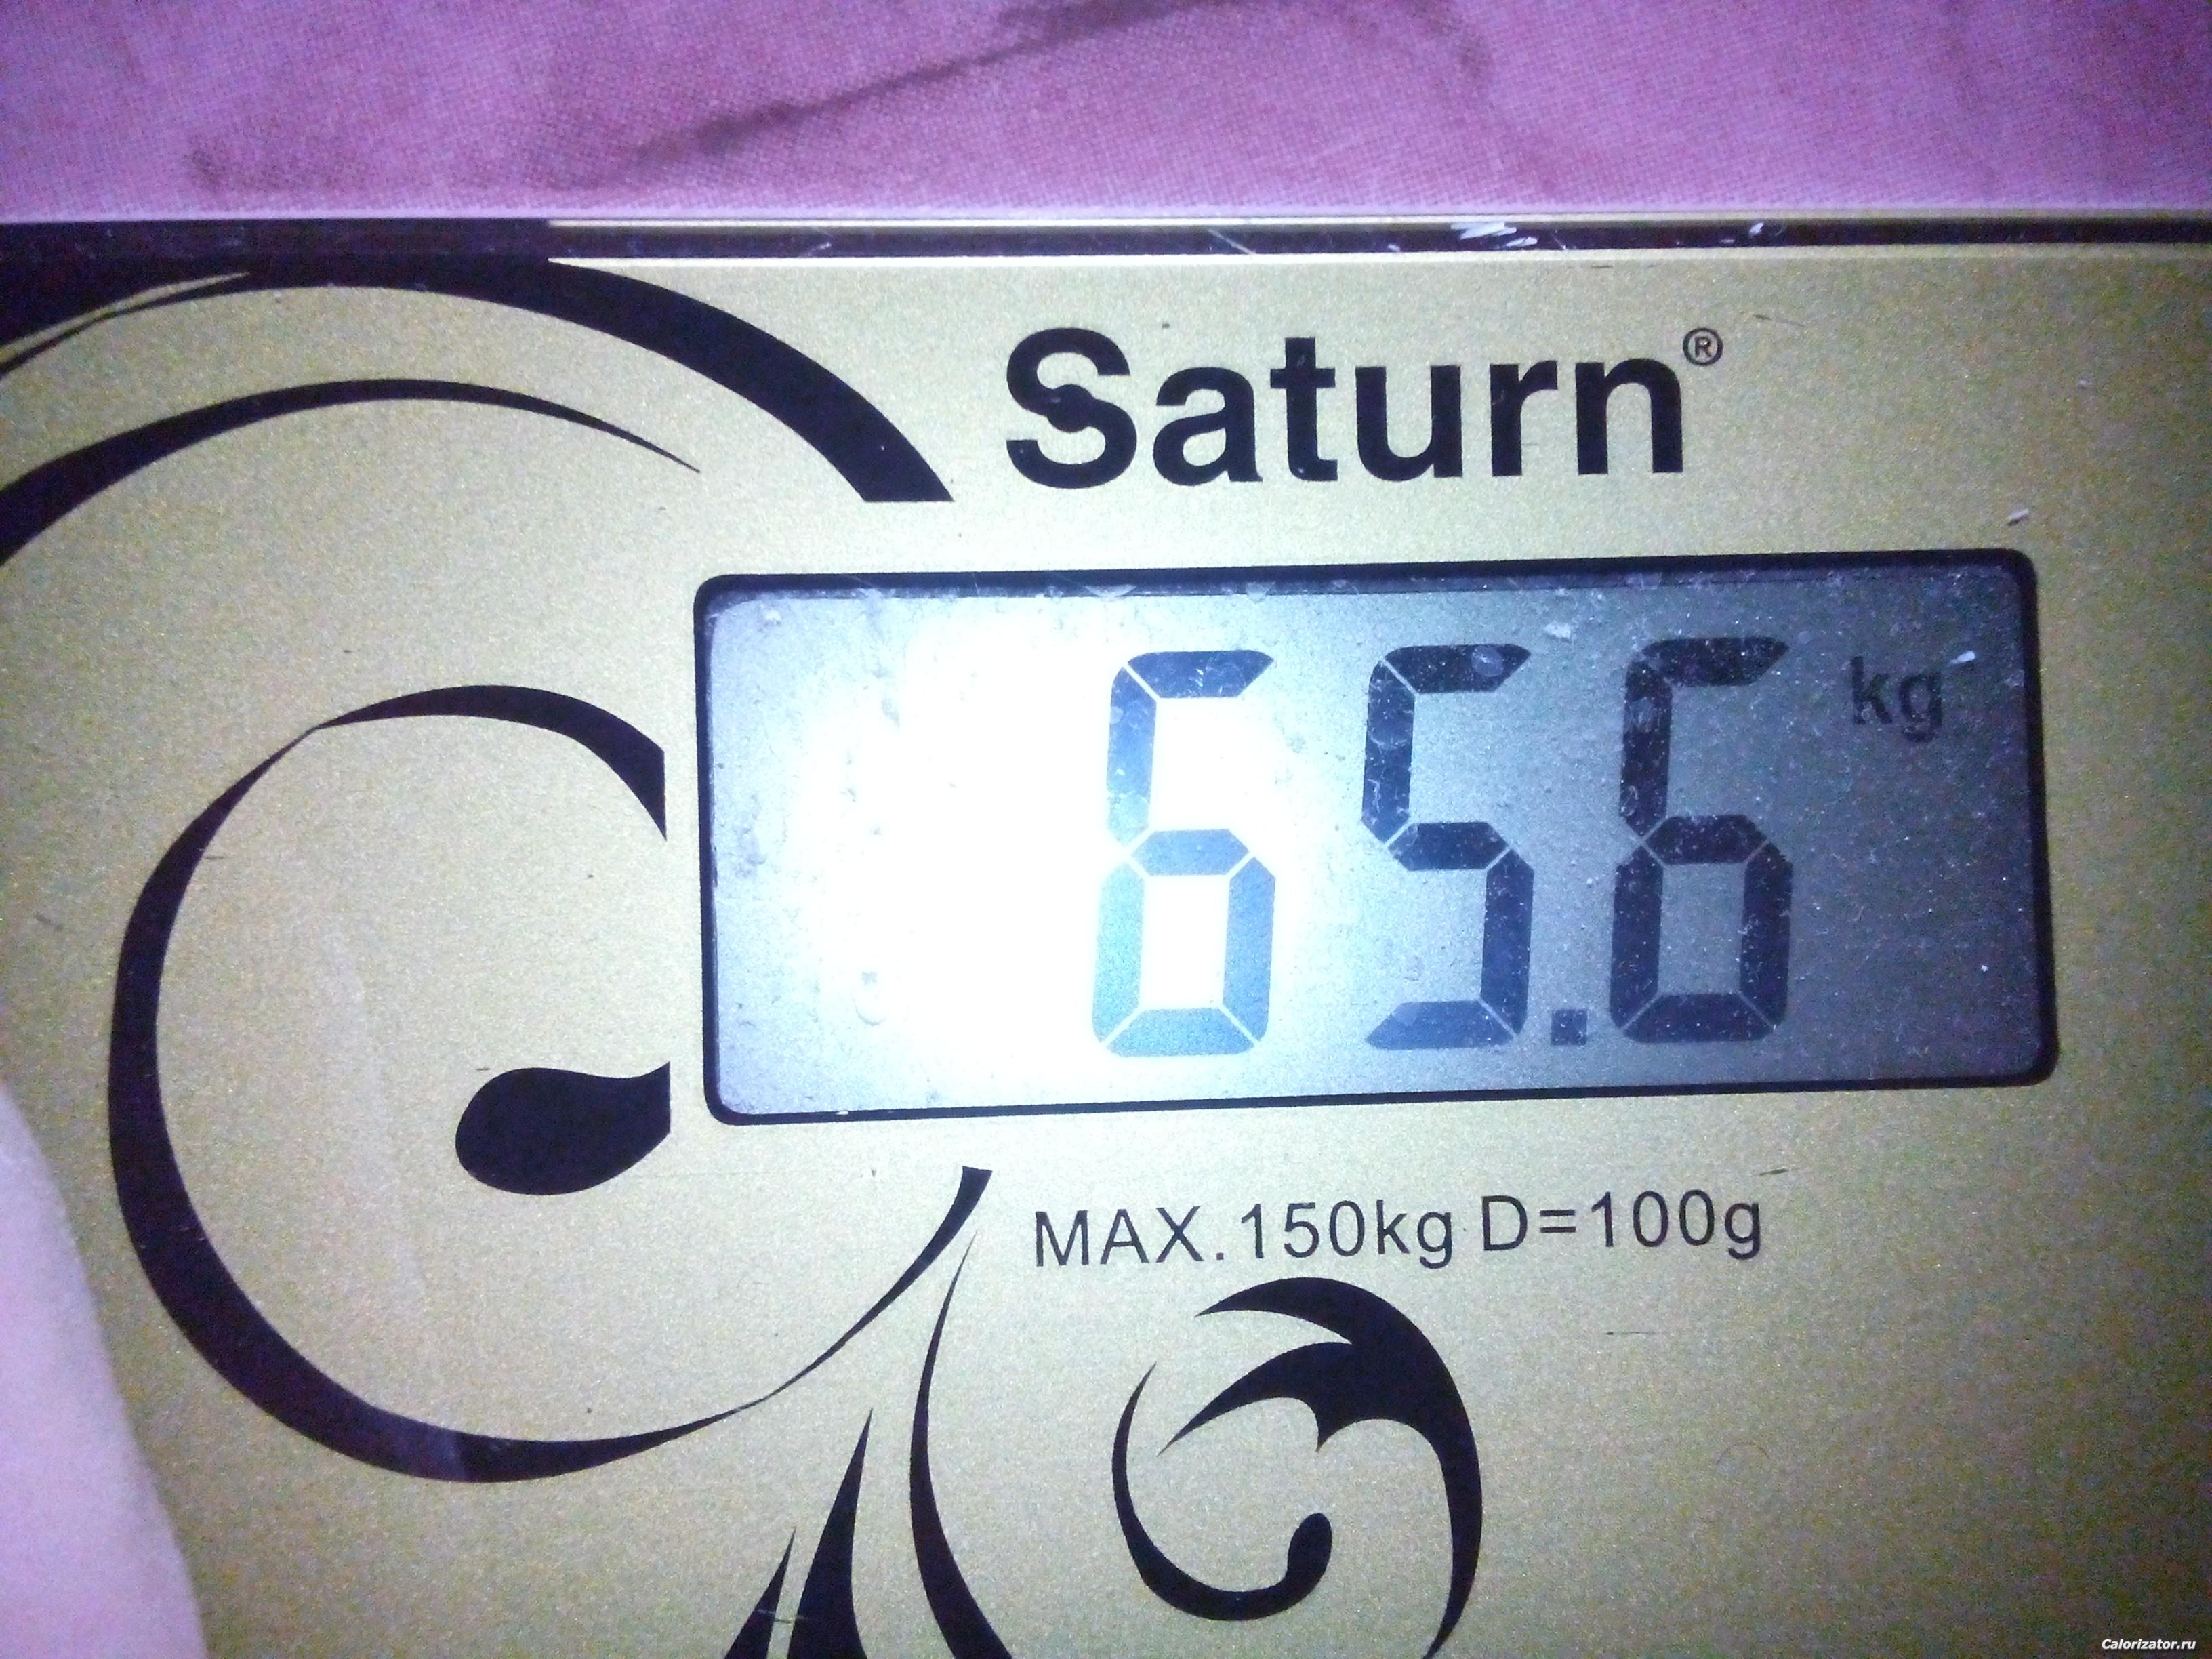 Saturn®
65.6 kg
MAX.150kg D=100g
Calorizator.ru